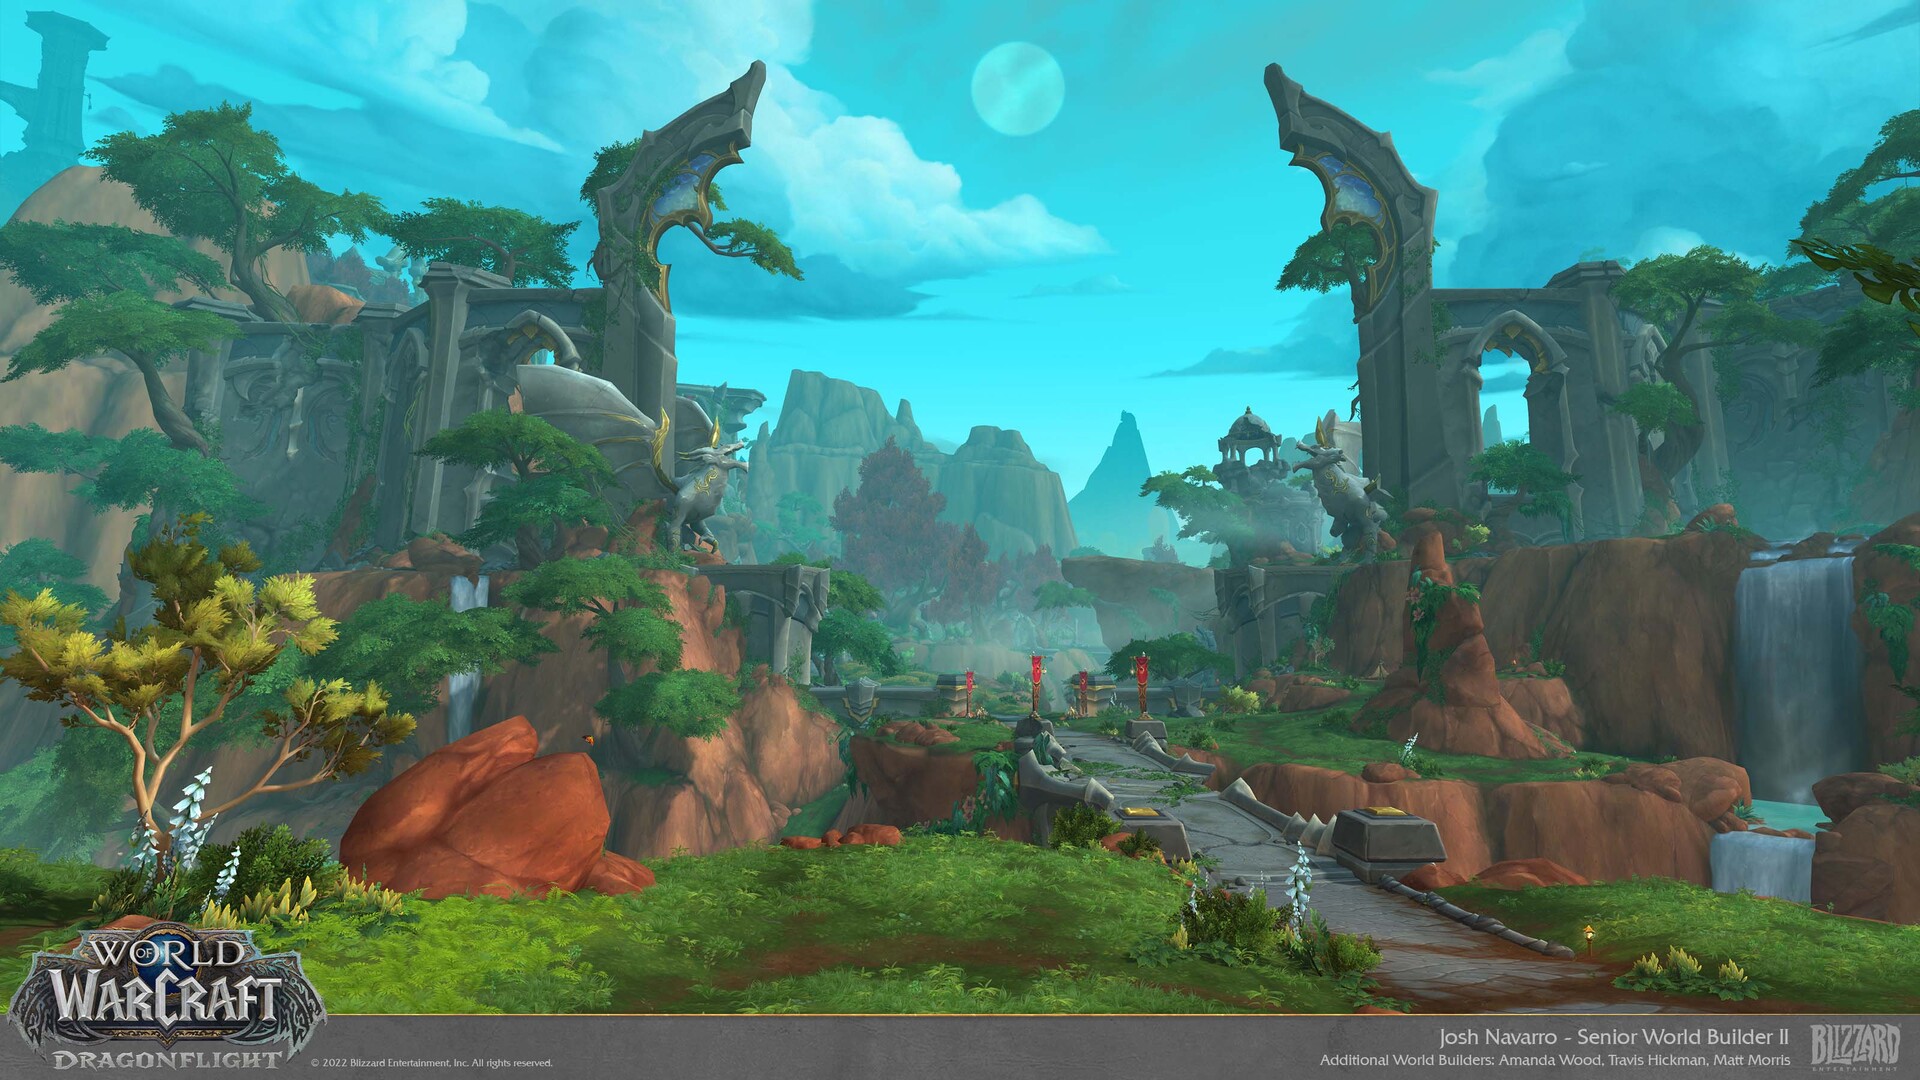 WORLD
OF
WARCRAFT
DRAGONFLIGHT
© 2022 Blizzard Entertainment, Inc. All rights reserved.
Josh Navarro - Senior World Builder II
Additional World Builders: Amanda Wood, Travis Hickman, Matt Morris
BLIZZARD
ENTERTAINMENT